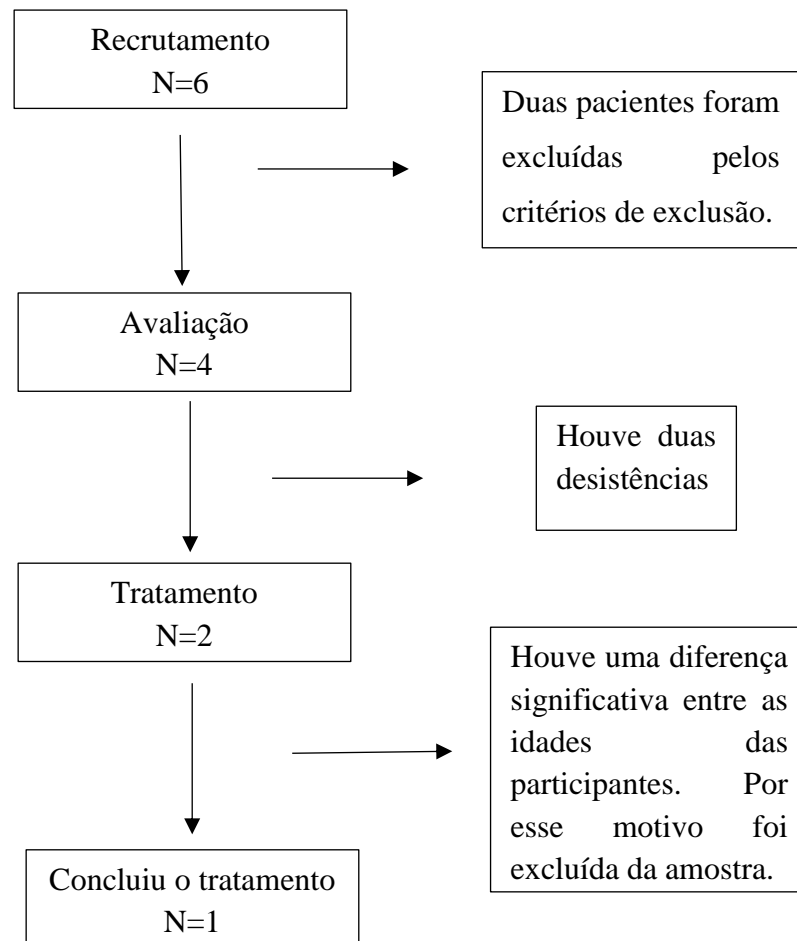 Recrutamento
N=6
Duas pacientes foram
excluídas pelos
critérios de exclusão.
Avaliação
N=4
Houve duas
desistências
Tratamento
N=2
Houve uma diferença
significativa entre as
idades das
participantes. Por
esse motivo foi
excluída da amostra.
Concluiu o tratamento
N=1